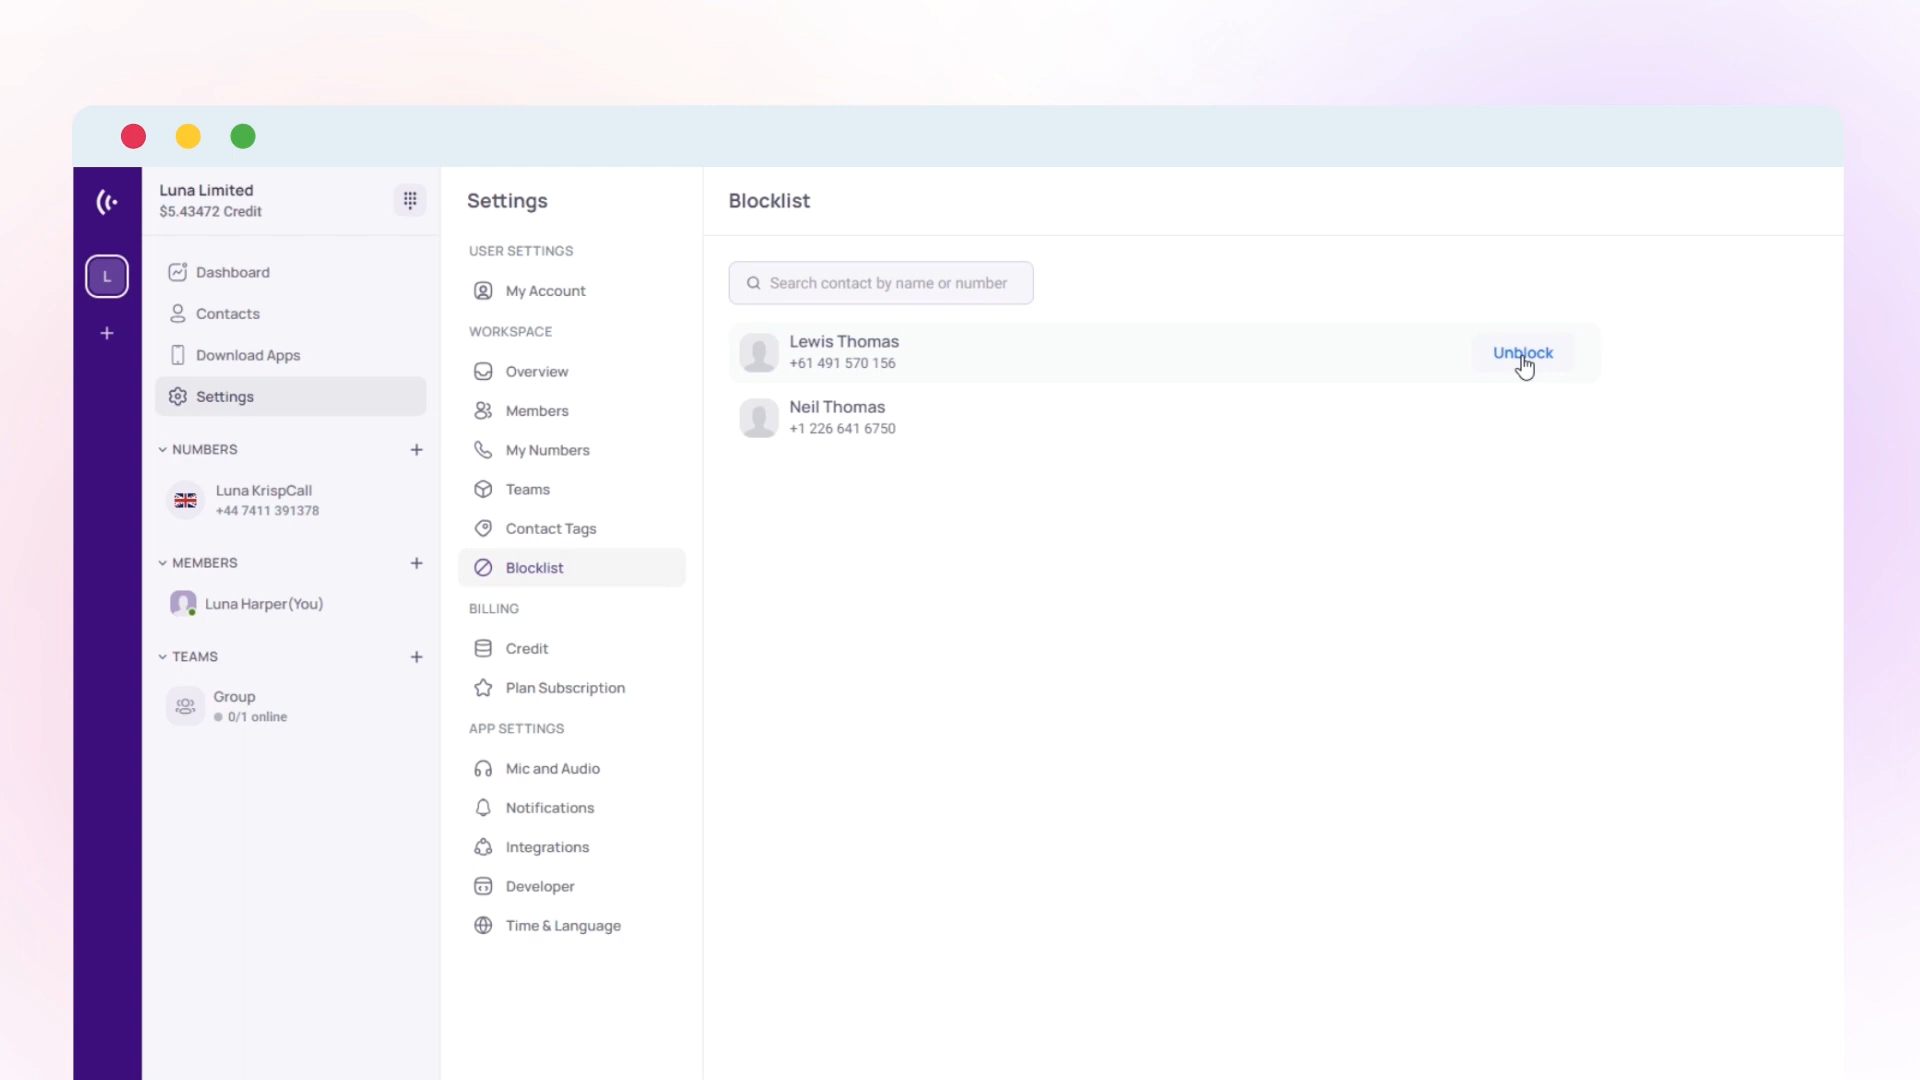 Luna Limited
$5.43472 Credit
L
Dashboard
Contacts
Download Apps
Settings
NUMBERS
Luna KrispCall
+44 7411 391378
MEMBERS
Luna Harper(You)
TEAMS
Group
0/1 online
Settings
USER SETTINGS
My Account
WORKSPACE
Overview
Members
My Numbers
Teams
Contact Tags
Blocklist
BILLING
Credit
Plan Subscription
APP SETTINGS
Mic and Audio
Notifications
Integrations
Developer
Time & Language
Blocklist
Search contact by name or number
Lewis Thomas
+61 491 570 156
Unblock
Neil Thomas
+1 226 641 6750